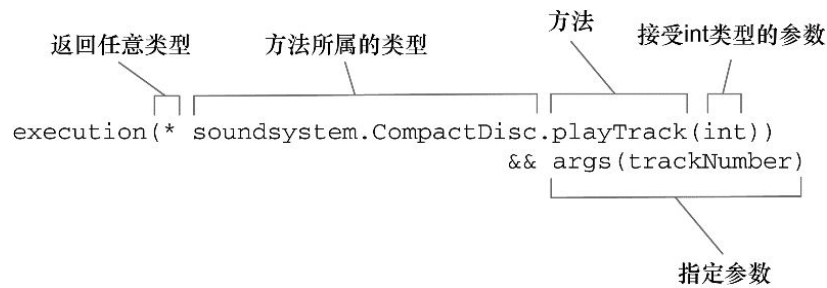 返回任意类型 方法所属的类型 方法 接受int类型的参数
execution(* soundsystem.CompactDisc.playTrack(int))
&& args(trackNumber)
指定参数